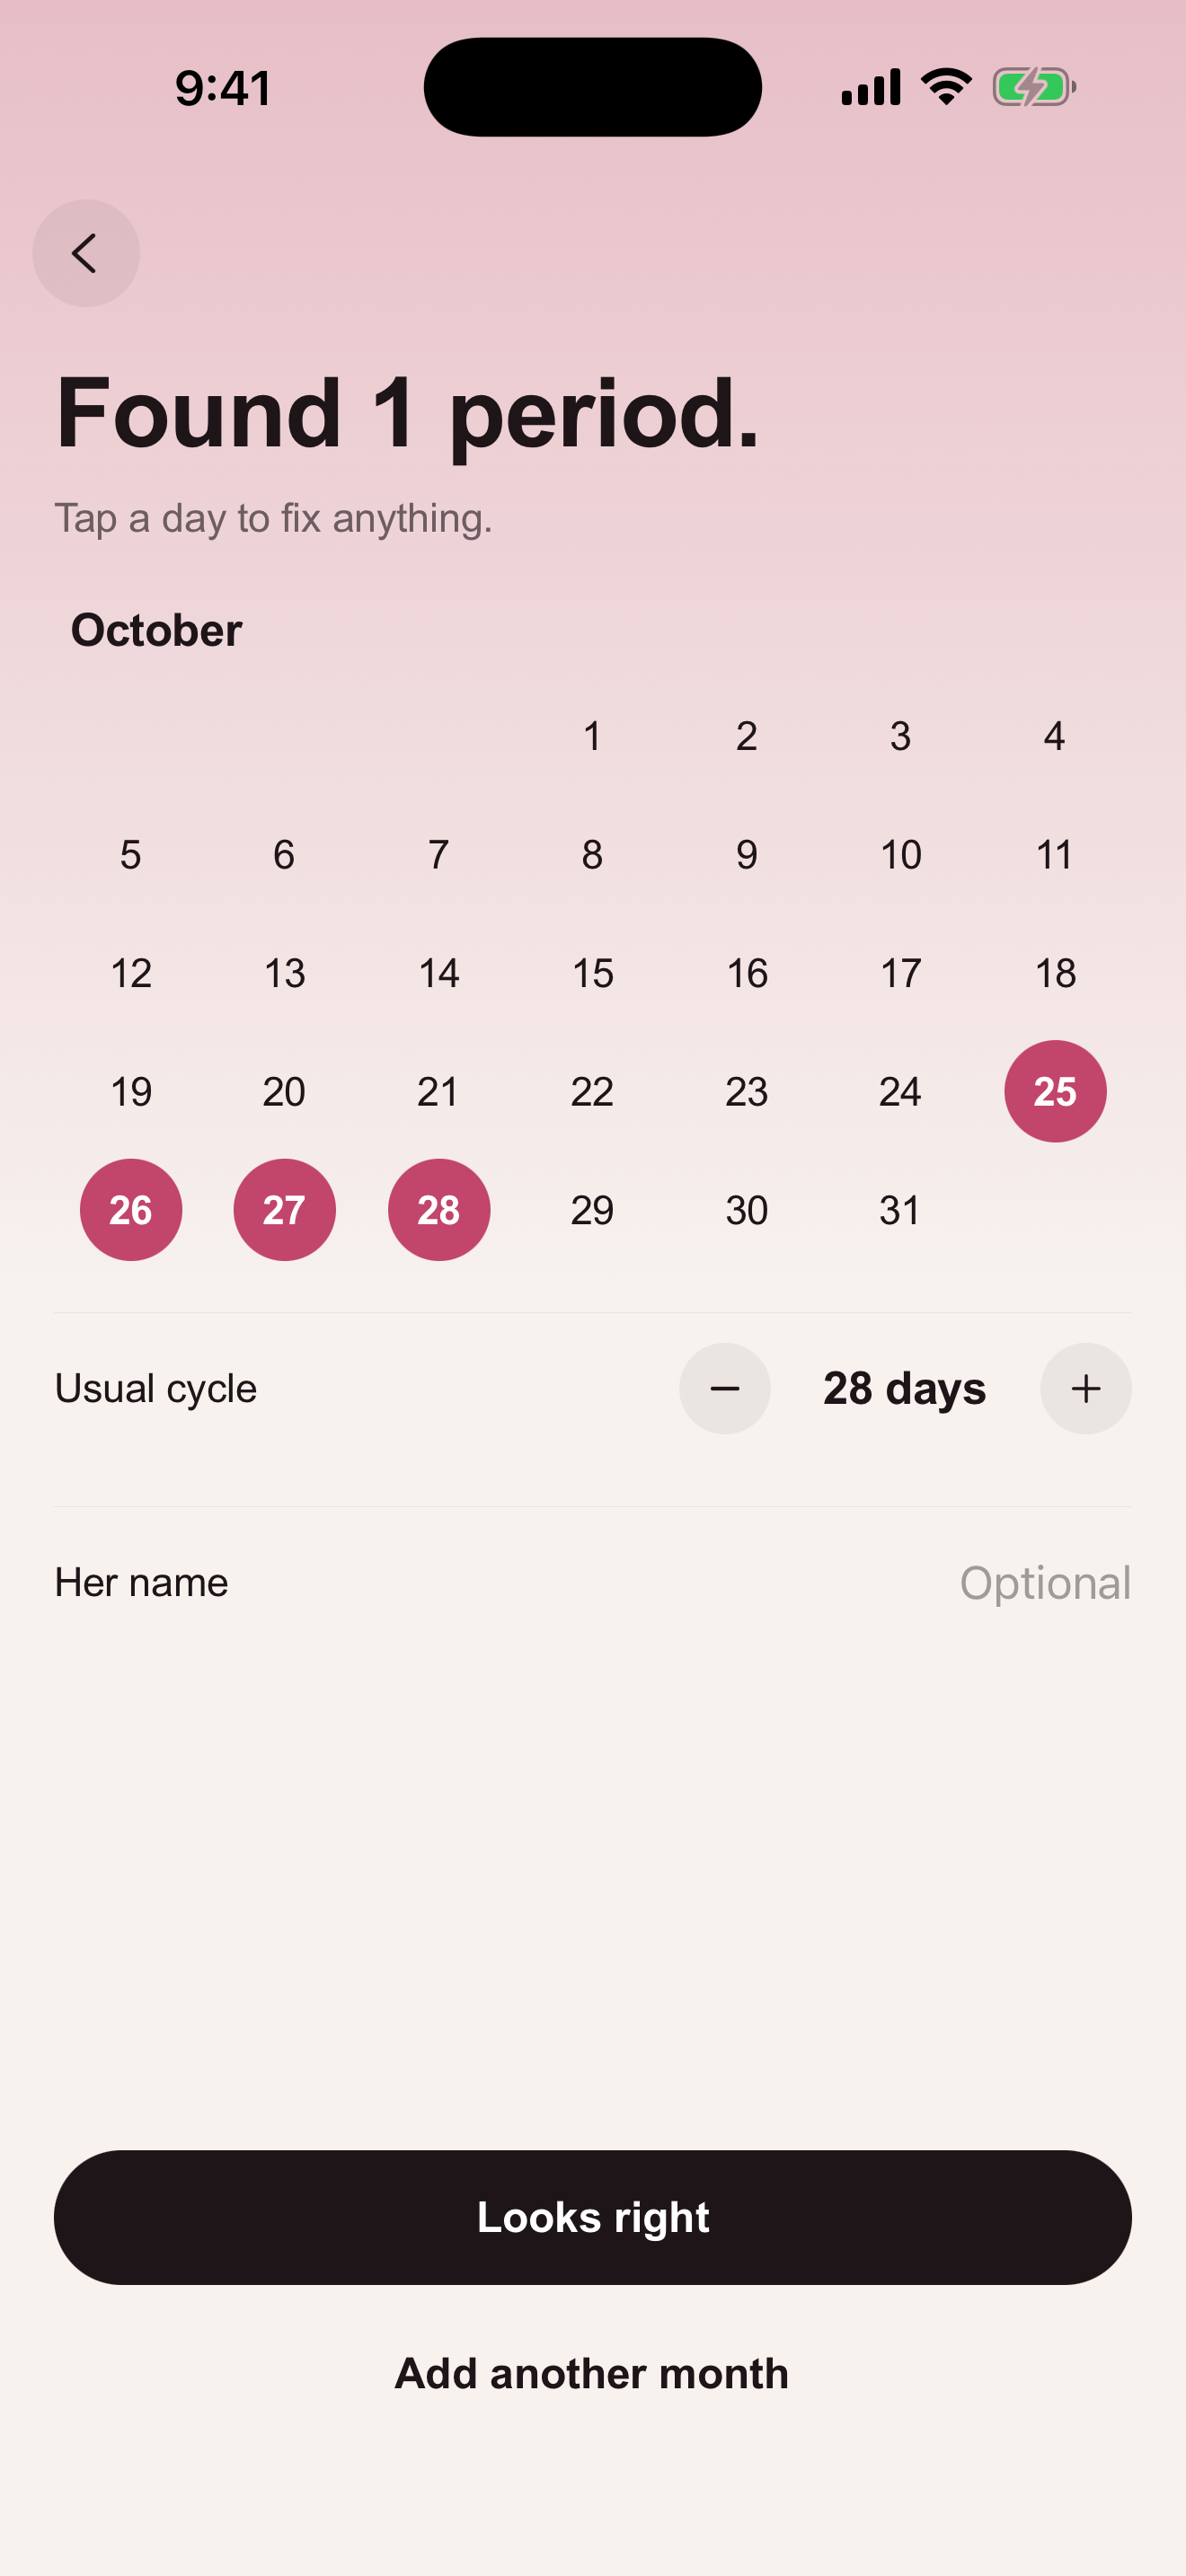 9:41
Found 1 period.
Tap a day to fix anything.
October
1 2 3 4
5 6 7 8 9 10 11
12 13 14 15 16 17 18
19 20 21 22 23 24 25
26 27 28 29 30 31
Usual cycle − 28 days +
Her name Optional
Looks right
Add another month